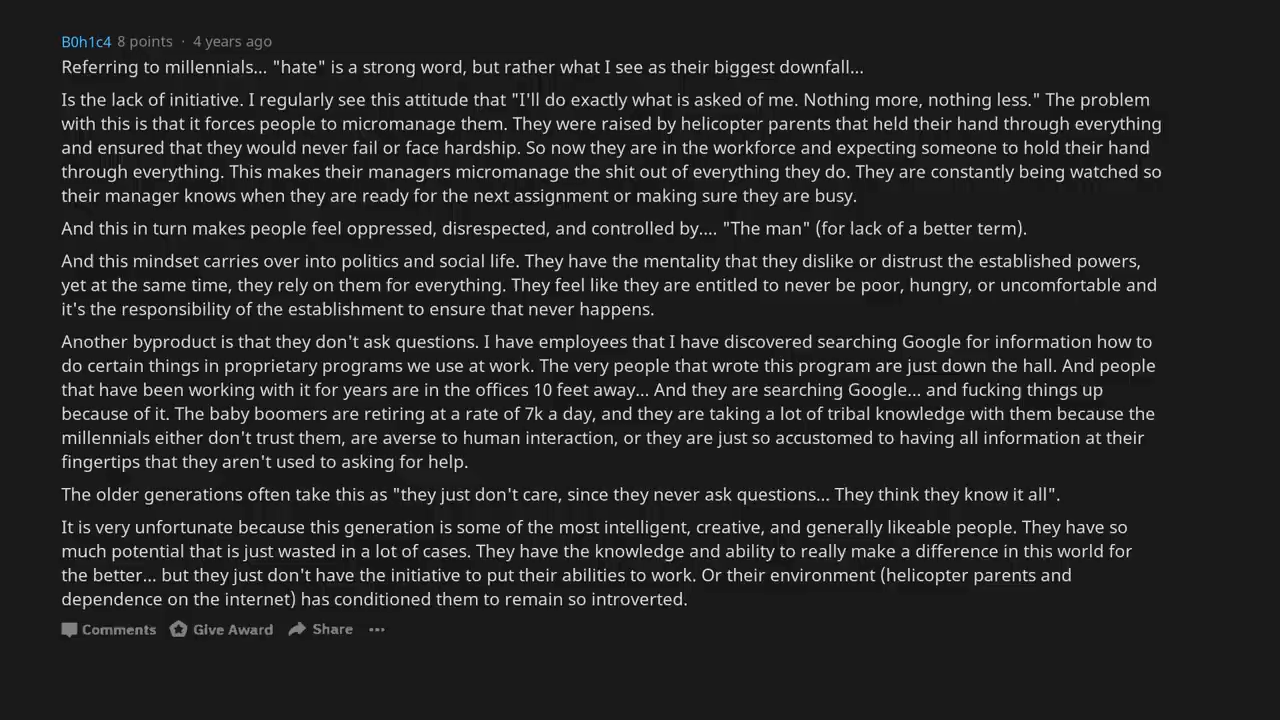 B0h1c4 8 points · 4 years ago
Referring to millennials... "hate" is a strong word, but rather what I see as their biggest downfall...
Is the lack of initiative. I regularly see this attitude that "I'll do exactly what is asked of me. Nothing more, nothing less." The problem
with this is that it forces people to micromanage them. They were raised by helicopter parents that held their hand through everything
and ensured that they would never fail or face hardship. So now they are in the workforce and expecting someone to hold their hand
through everything. This makes their managers micromanage the shit out of everything they do. They are constantly being watched so
their manager knows when they are ready for the next assignment or making sure they are busy.
And this in turn makes people feel oppressed, disrespected, and controlled by.... "The man" (for lack of a better term).
And this mindset carries over into politics and social life. They have the mentality that they dislike or distrust the established powers,
yet at the same time, they rely on them for everything. They feel like they are entitled to never be poor, hungry, or uncomfortable and
it's the responsibility of the establishment to ensure that never happens.
Another byproduct is that they don't ask questions. I have employees that I have discovered searching Google for information how to
do certain things in proprietary programs we use at work. The very people that wrote this program are just down the hall. And people
that have been working with it for years are in the offices 10 feet away... And they are searching Google... and fucking things up
because of it. The baby boomers are retiring at a rate of 7k a day, and they are taking a lot of tribal knowledge with them because the
millennials either don't trust them, are averse to human interaction, or they are just so accustomed to having all information at their
fingertips that they aren't used to asking for help.
The older generations often take this as "they just don't care, since they never ask questions... They think they know it all".
It is very unfortunate because this generation is some of the most intelligent, creative, and generally likeable people. They have so
much potential that is just wasted in a lot of cases. They have the knowledge and ability to really make a difference in this world for
the better... but they just don't have the initiative to put their abilities to work. Or their environment (helicopter parents and
dependence on the internet) has conditioned them to remain so introverted.
Comments Give Award Share ...